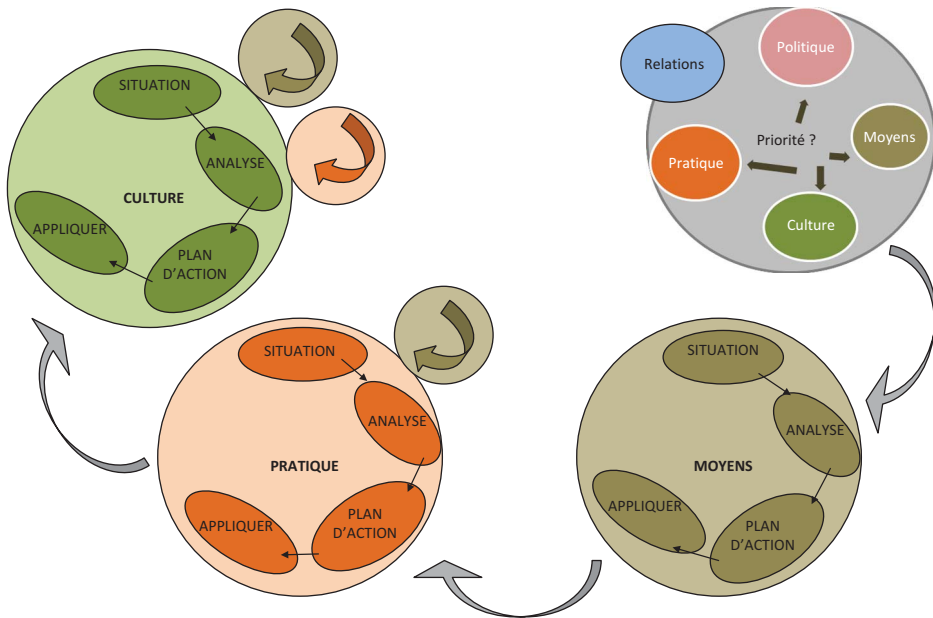 SITUATION
ANALYSE
CULTURE
APPLIQUER
PLAN
D’ACTION
Relations
Politique
Priorité ?
Moyens
Pratique
Culture
SITUATION
ANALYSE
PRATIQUE
APPLIQUER
PLAN
D’ACTION
SITUATION
ANALYSE
MOYENS
APPLIQUER
PLAN
D’ACTION